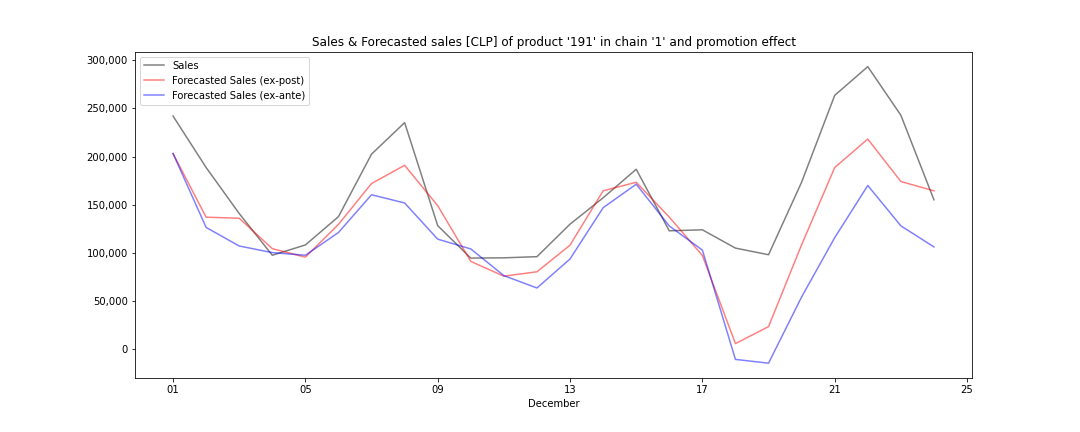 Sales & Forecasted sales [CLP] of product '191' in chain '1' and promotion effect
Sales
Forecasted Sales (ex-post)
Forecasted Sales (ex-ante)
300,000
250,000
200,000
150,000
100,000
50,000
0
01 05 09 13 17 21 25
December